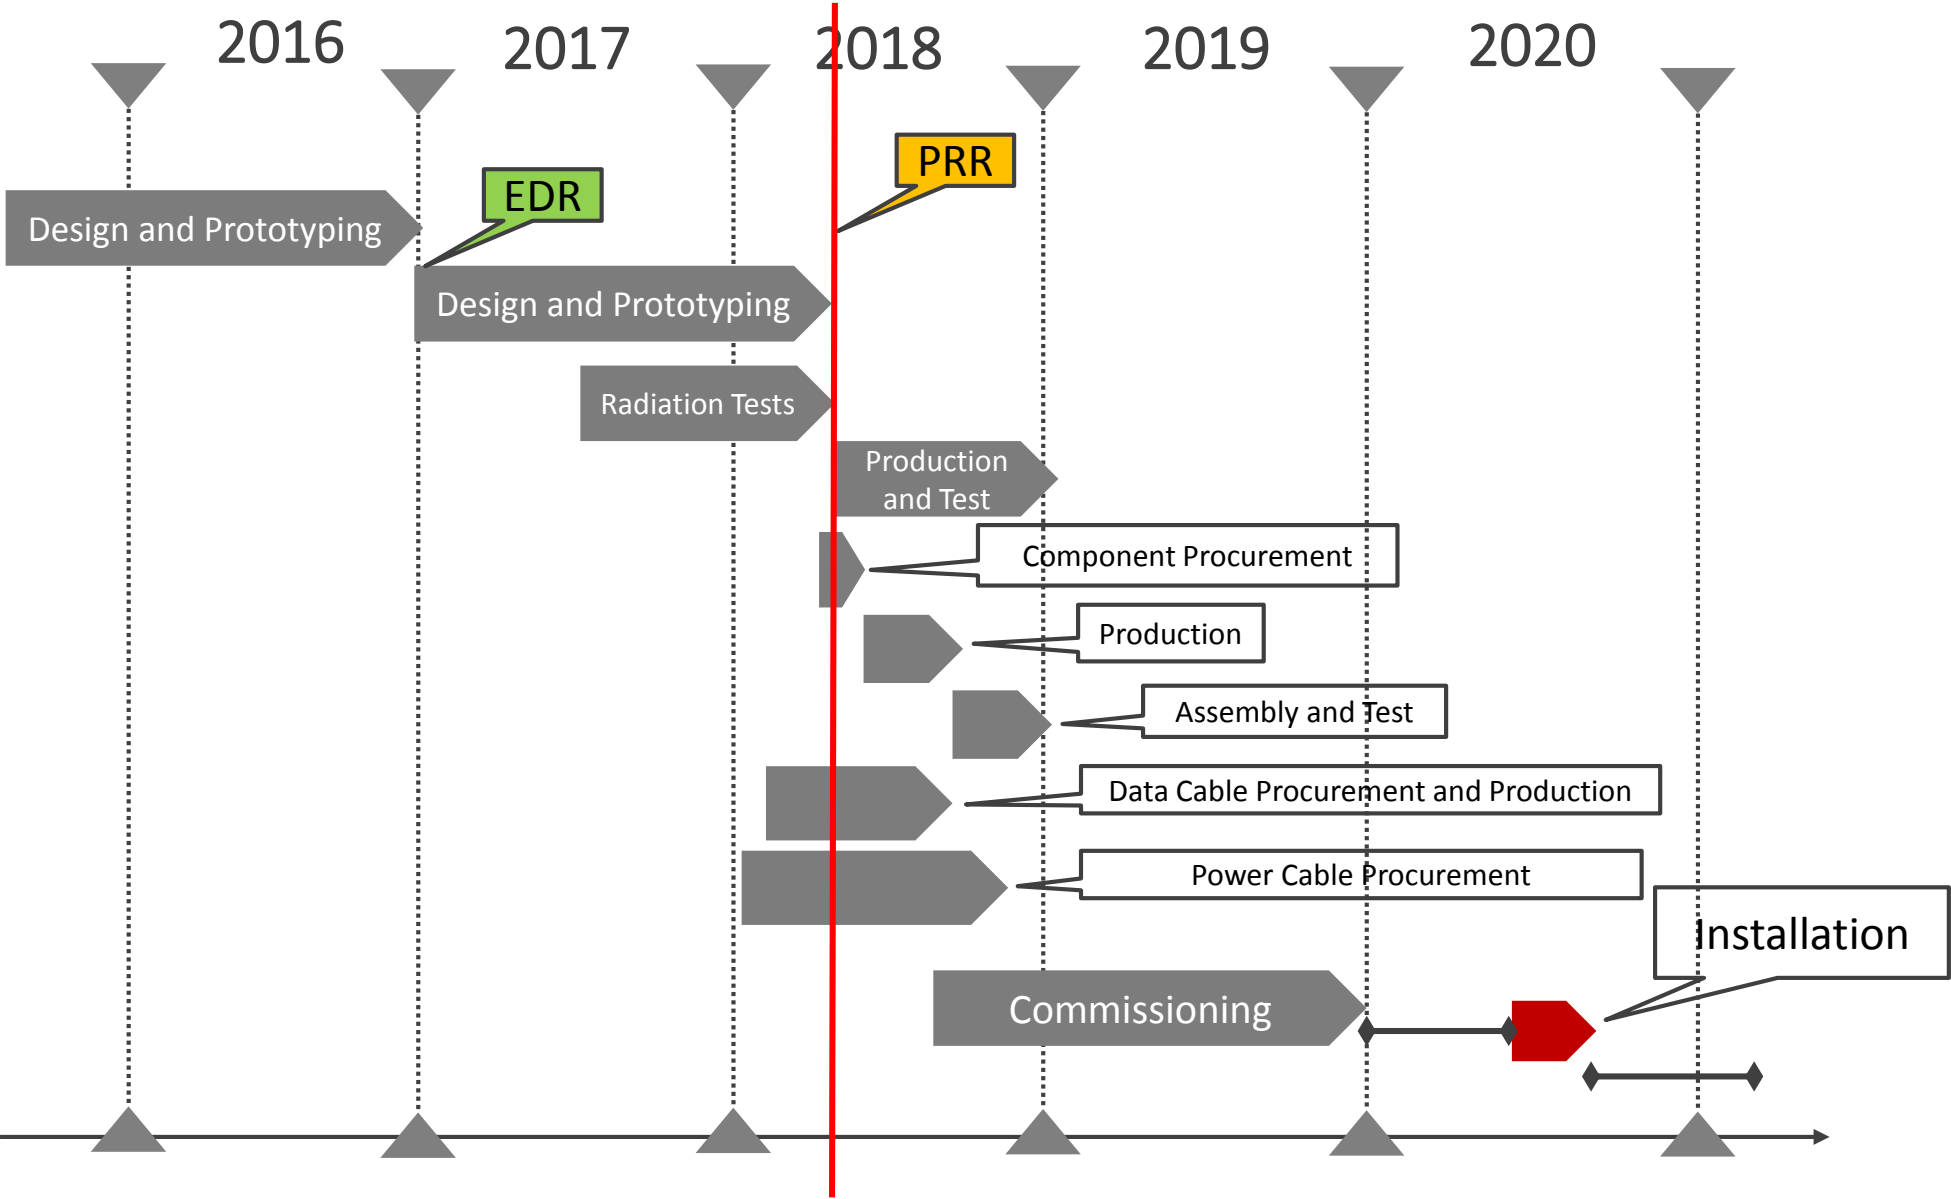 2016
2017
2018
2019
2020
PRR
EDR
Design and Prototyping
Design and Prototyping
Radiation Tests
Production
and Test
Component Procurement
Production
Assembly and Test
Data Cable Procurement and Production
Power Cable Procurement
Installation
Commissioning